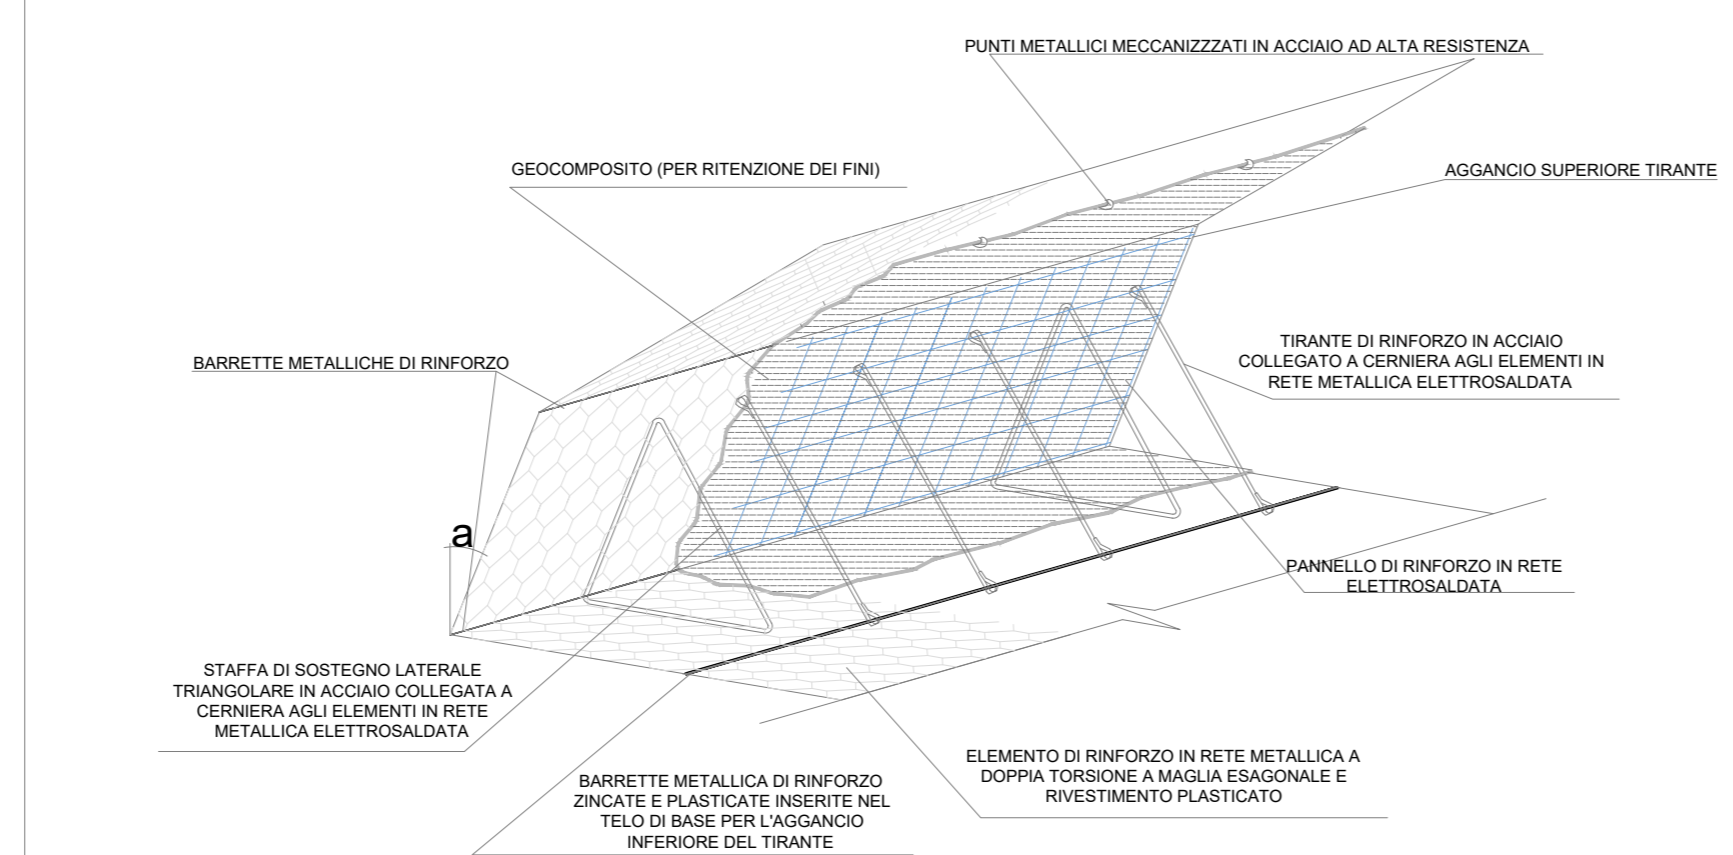 PUNTI METALLICI MECCANIZZZATI IN ACCIAIO AD ALTA RESISTENZA
GEOCOMPOSITO (PER RITENZIONE DEI FINI)
AGGANCIO SUPERIORE TIRANTE
BARRETTE METALLICHE DI RINFORZO
TIRANTE DI RINFORZO IN ACCIAIO
COLLEGATO A CERNIERA AGLI ELEMENTI IN
RETE METALLICA ELETTROSALDATA
a
PANNELLO DI RINFORZO IN RETE
ELETTROSALDATA
STAFFA DI SOSTEGNO LATERALE
TRIANGOLARE IN ACCIAIO COLLEGATA A
CERNIERA AGLI ELEMENTI IN RETE
METALLICA ELETTROSALDATA
ELEMENTO DI RINFORZO IN RETE METALLICA A
DOPPIA TORSIONE A MAGLIA ESAGONALE E
RIVESTIMENTO PLASTICATO
BARRETTE METALLICA DI RINFORZO
ZINCATE E PLASTICATE INSERITE NEL
TELO DI BASE PER L'AGGANCIO
INFERIORE DEL TIRANTE